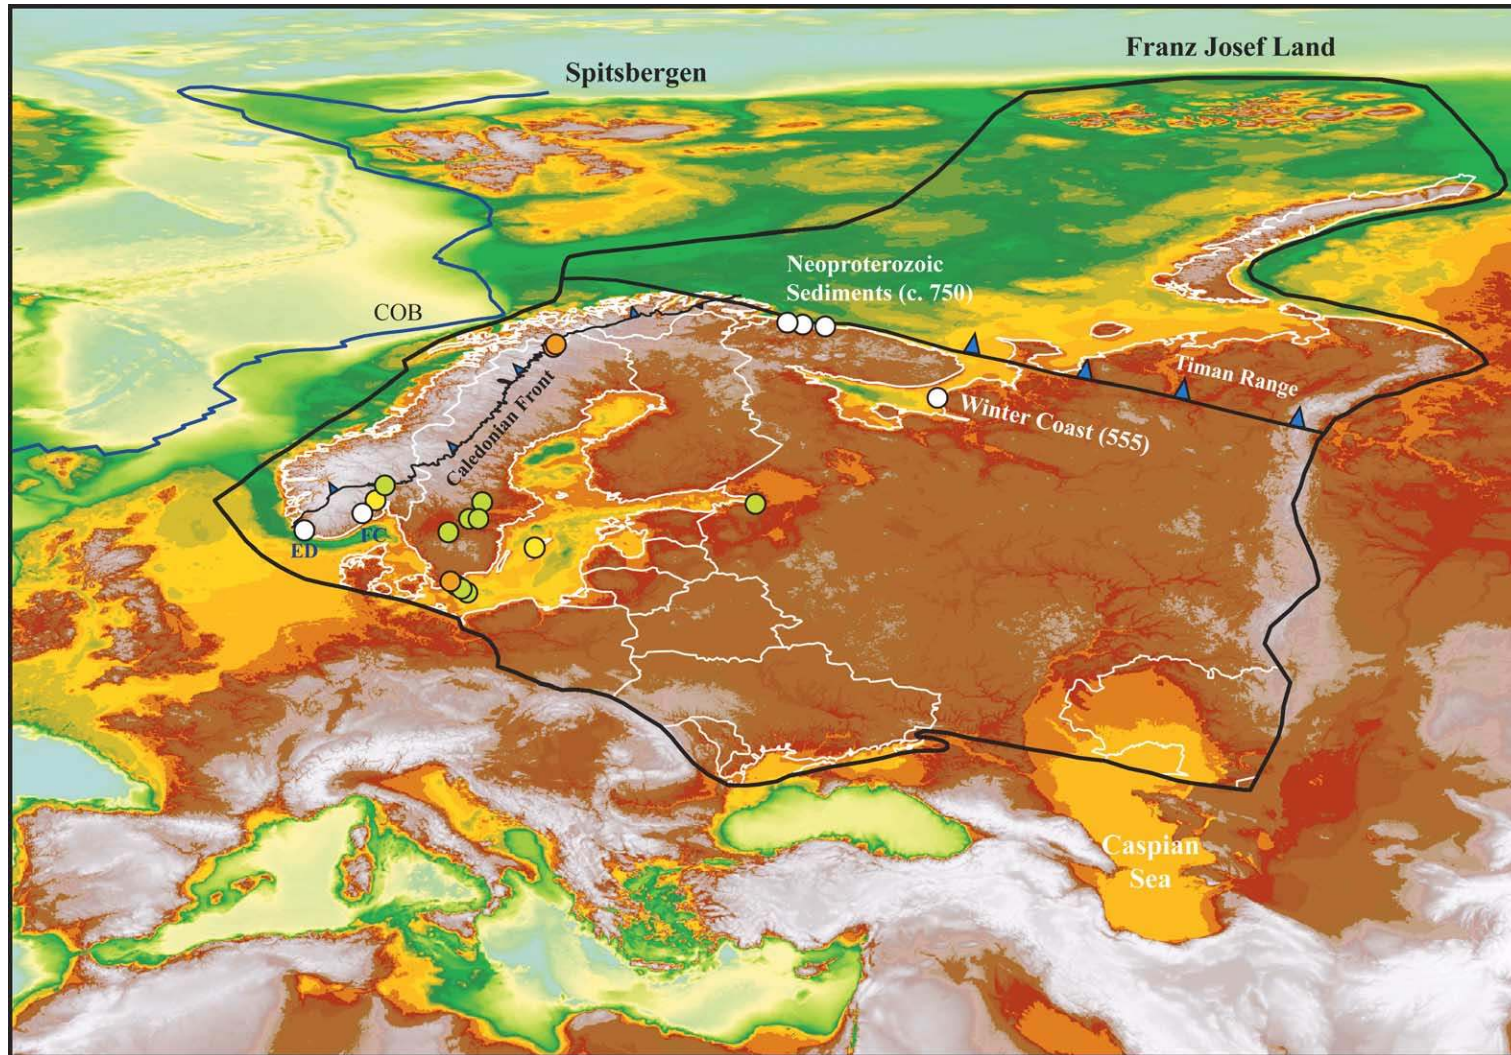 Franz Josef Land
Spitsbergen
Neoproterozoic
Sediments (c. 750)
COB
Timan Range
Caledonian Front
Winter Coast (555)
ED
FC
Caspian
Sea